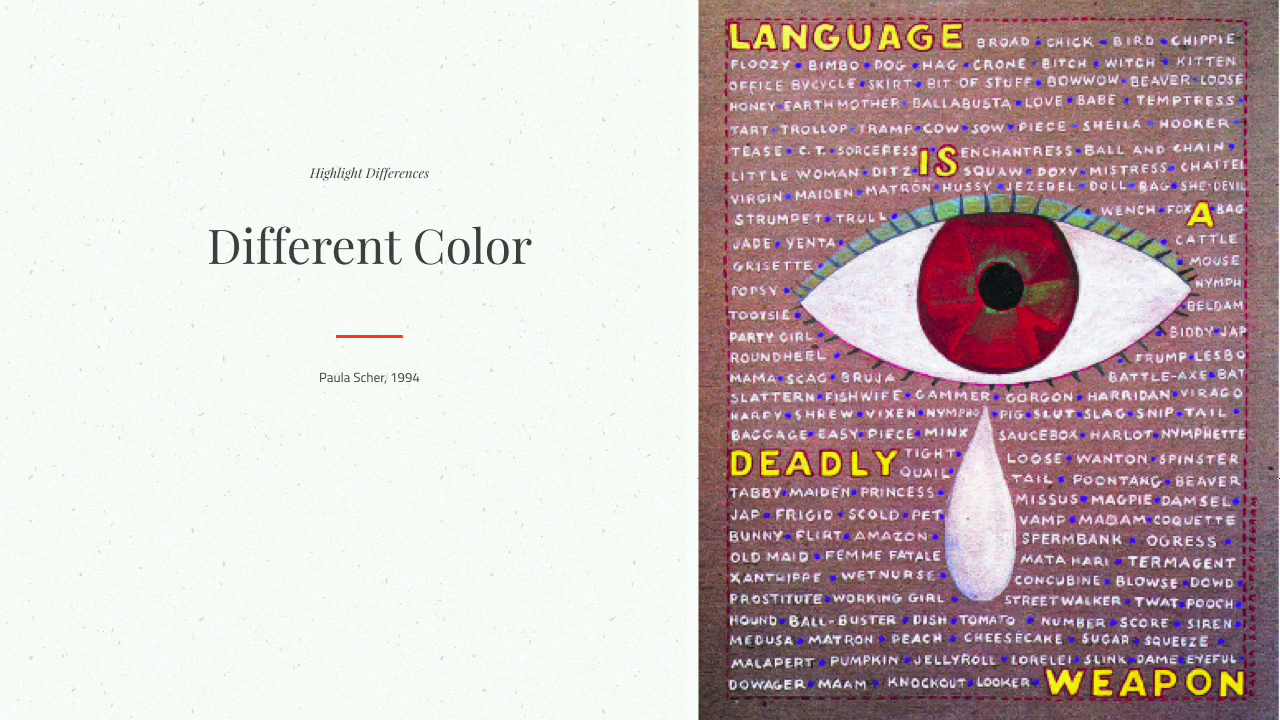 Highlight Differences
Different Color
Paula Scher, 1994
LANGUAGE BROAD • CHICK • BIRD • CHIPPIE
FLOOZY • BIMBO • DOG • HAG • CRONE • BITCH • WITCH • KITTEN
OFFICE BYCYCLE • SKIRT • BIT OF STUFF • BOWWOW • BEAVER • LOOSE
HONEY • EARTH MOTHER • BALLABUSTA • LOVE • BABE • TEMPTRESS
TART • TROLLOP • TRAMP • COW • SOW • PIECE • SHEILA • HOOKER
TEASE • C.T. • SORCERESS IS ENCHANTRESS • BALL AND CHAIN
LITTLE WOMAN • DITZ SQUAW • DOXY • MISTRESS • CHATTEL
VIRGIN • MAIDEN • MATRON • HUSSY • JEZEBEL • DOLL • BAG • SHE-DEVIL
STRUMPET • TRULL WENCH • FOX A BAG
JADE • YENTA CATTLE
GRISETTE MOUSE
POPSY NYMPH
TOOTSIE BELDAM
PARTY GIRL BIDDY • JAP
ROUNDHEEL FRUMP • LESBO
MAMA • SCAG • BRUJA BATTLE-AXE • BAT
SLATTERN • FISHWIFE • GAMMER • GORGON • HARRIDAN • VIRAGO
HARPY • SHREW • VIXEN • NYMPHO • PIG • SLUT • SLAG • SNIP • TAIL
BAGGAGE • EASY • PIECE • MINX SAUCEBOX • HARLOT • NYMPHETTE
DEADLY TIGHT LOOSE • WANTON • SPINSTER
QUAIL TAIL • POONTANG • BEAVER
TABBY • MAIDEN • PRINCESS MISSUS • MAGPIE • DAMSEL
JAP • FRIGID • SCOLD • PET VAMP • MADAM • COQUETTE
BUNNY • FLIRT • AMAZON SPERMBANK • OGRESS
OLD MAID • FEMME FATALE MATA HARI • TERMAGENT
XANTHIPPE • WETNURSE CONCUBINE • BLOWSE • DOWD
PROSTITUTE • WORKING GIRL STREETWALKER • TWAT • POOCH
HOUND • BALL-BUSTER • DISH • TOMATO • NUMBER • SCORE • SIREN
MEDUSA • MATRON • PEACH • CHEESECAKE • SUGAR • SQUEEZE
MALAPERT • PUMPKIN • JELLYROLL • LORELEI • SLINK • DAME • EYEFUL
DOWAGER • MAAM • KNOCKOUT • LOOKER • WEAPON